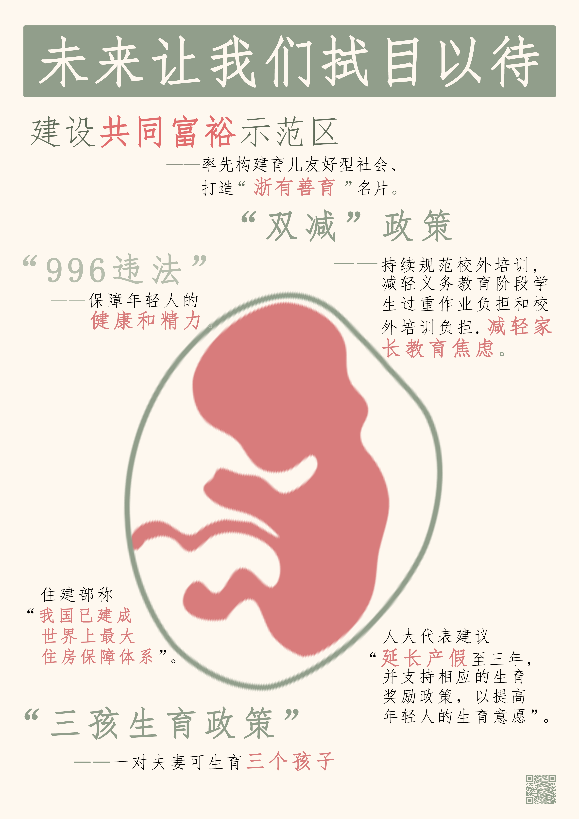 未来让我们拭目以待
建设共同富裕示范区
——率先构建育儿友好型社会、
打造“浙有善育”名片。
“双减”政策
——持续规范校外培训，
减轻义务教育阶段学
生过重作业负担和校
外培训负担，减轻家
长教育焦虑。
“996违法”
——保障年轻人的
健康和精力
住建部称
“我国已建成
世界上最大
住房保障体系”。
人大代表建议
“延长产假至三年，
并支持相应的生育
奖励政策，以提高
年轻人的生育意愿”。
“三孩生育政策”
——一对夫妻可生育三个孩子